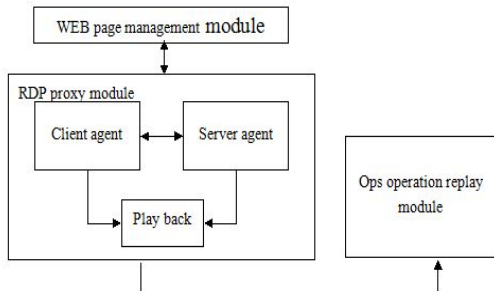 WEB page management module
RDP proxy module
Client agent
Server agent
Play back
Ops operation replay
module